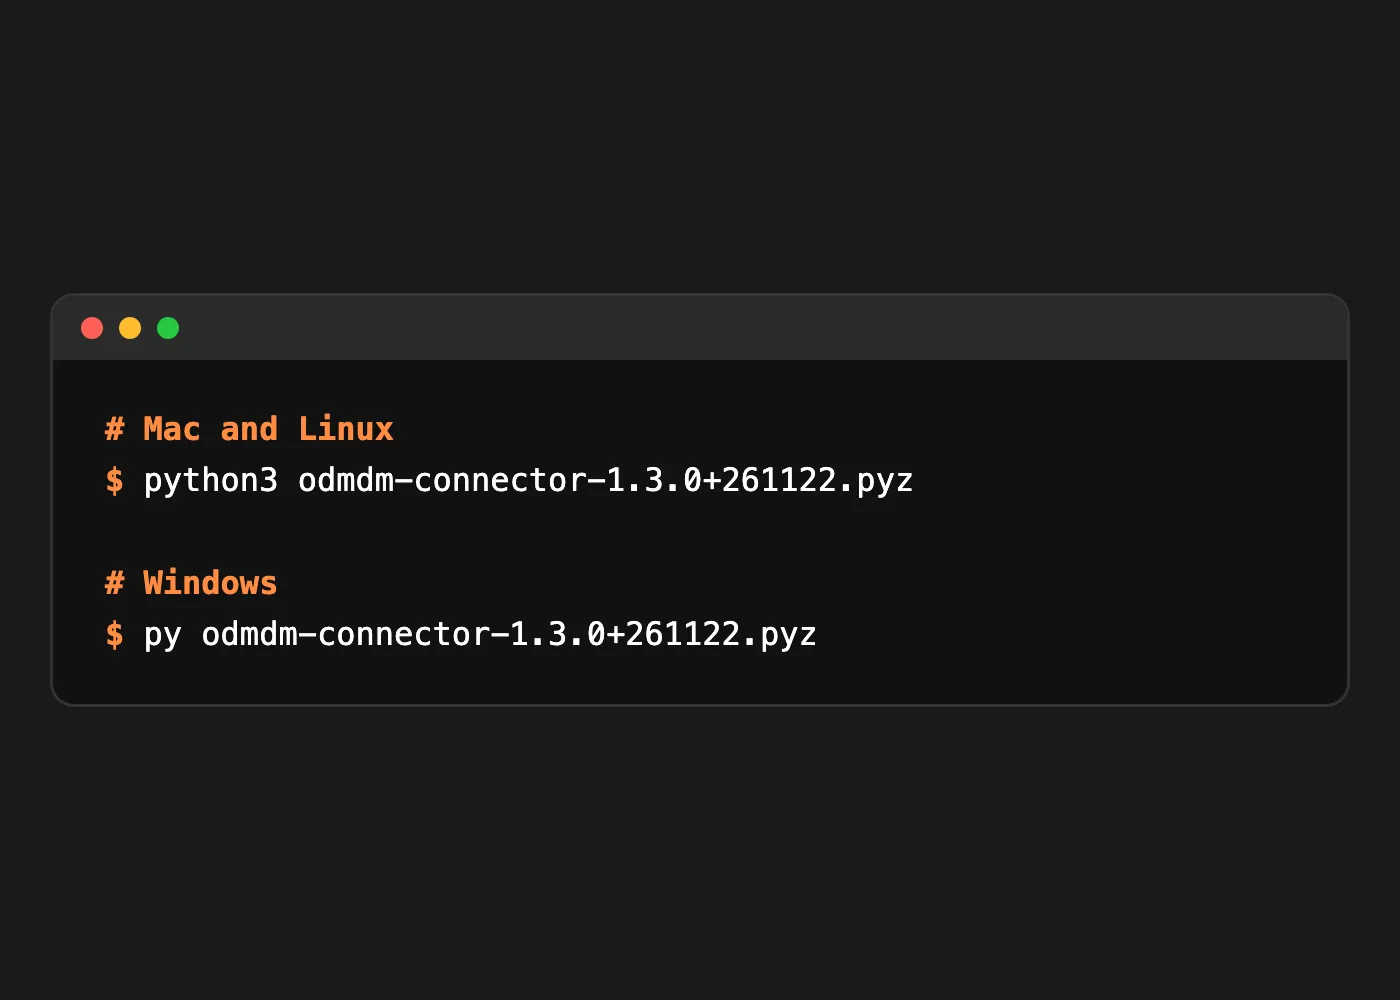 # Mac and Linux
$ python3 odmdm-connector-1.3.0+261122.pyz
# Windows
$ py odmdm-connector-1.3.0+261122.pyz